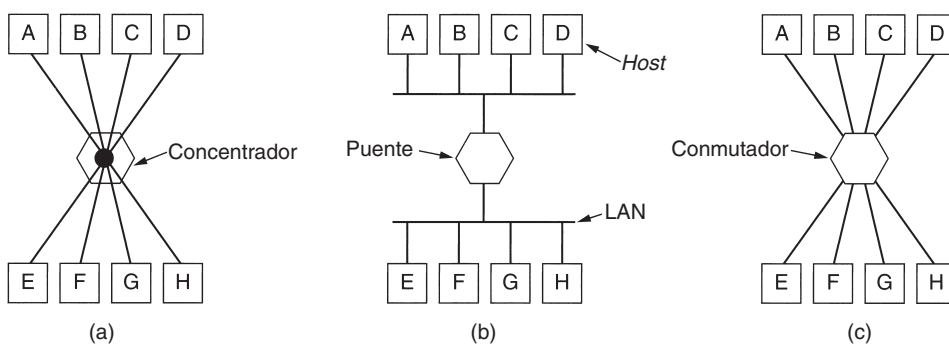 A B C D
Concentrador
E F G H
(a)
A B C D
Host
Puente
LAN
E F G H
(b)
A B C D
Conmutador
E F G H
(c)